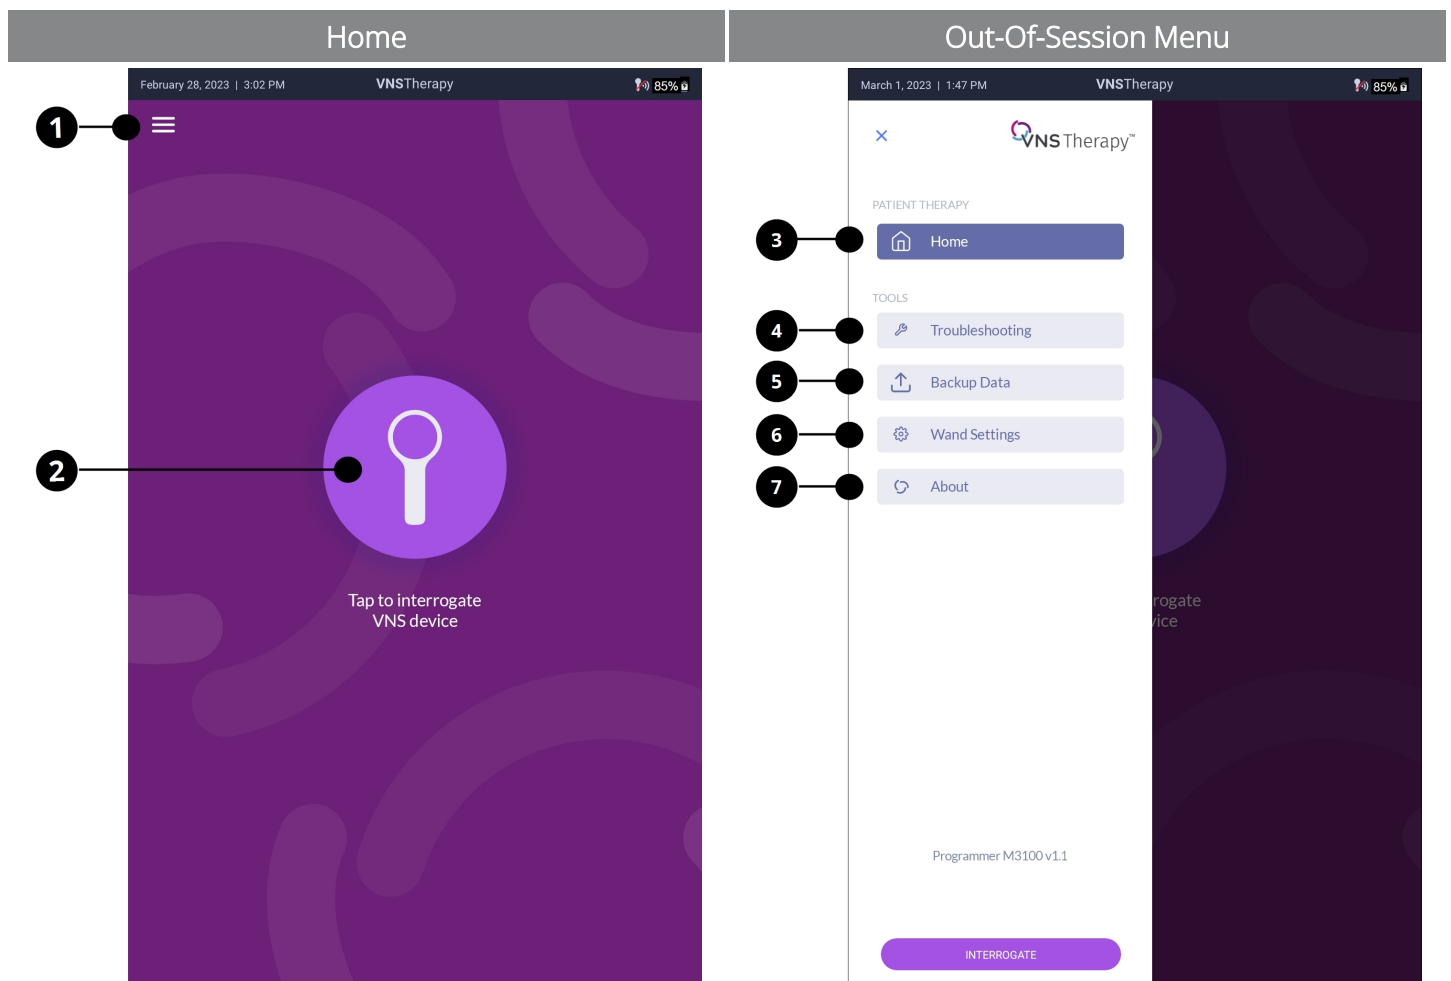 Home
February 28, 2023 | 3:02 PM
VNSTherapy
85%
1
2
Tap to interrogate
VNS device
Out-Of-Session Menu
March 1, 2023 | 1:47 PM
VNSTherapy
85%
VNS Therapy™
PATIENT THERAPY
3
Home
TOOLS
4
Troubleshooting
5
Backup Data
6
Wand Settings
7
About
rogate
vice
Programmer M3100 v1.1
INTERROGATE